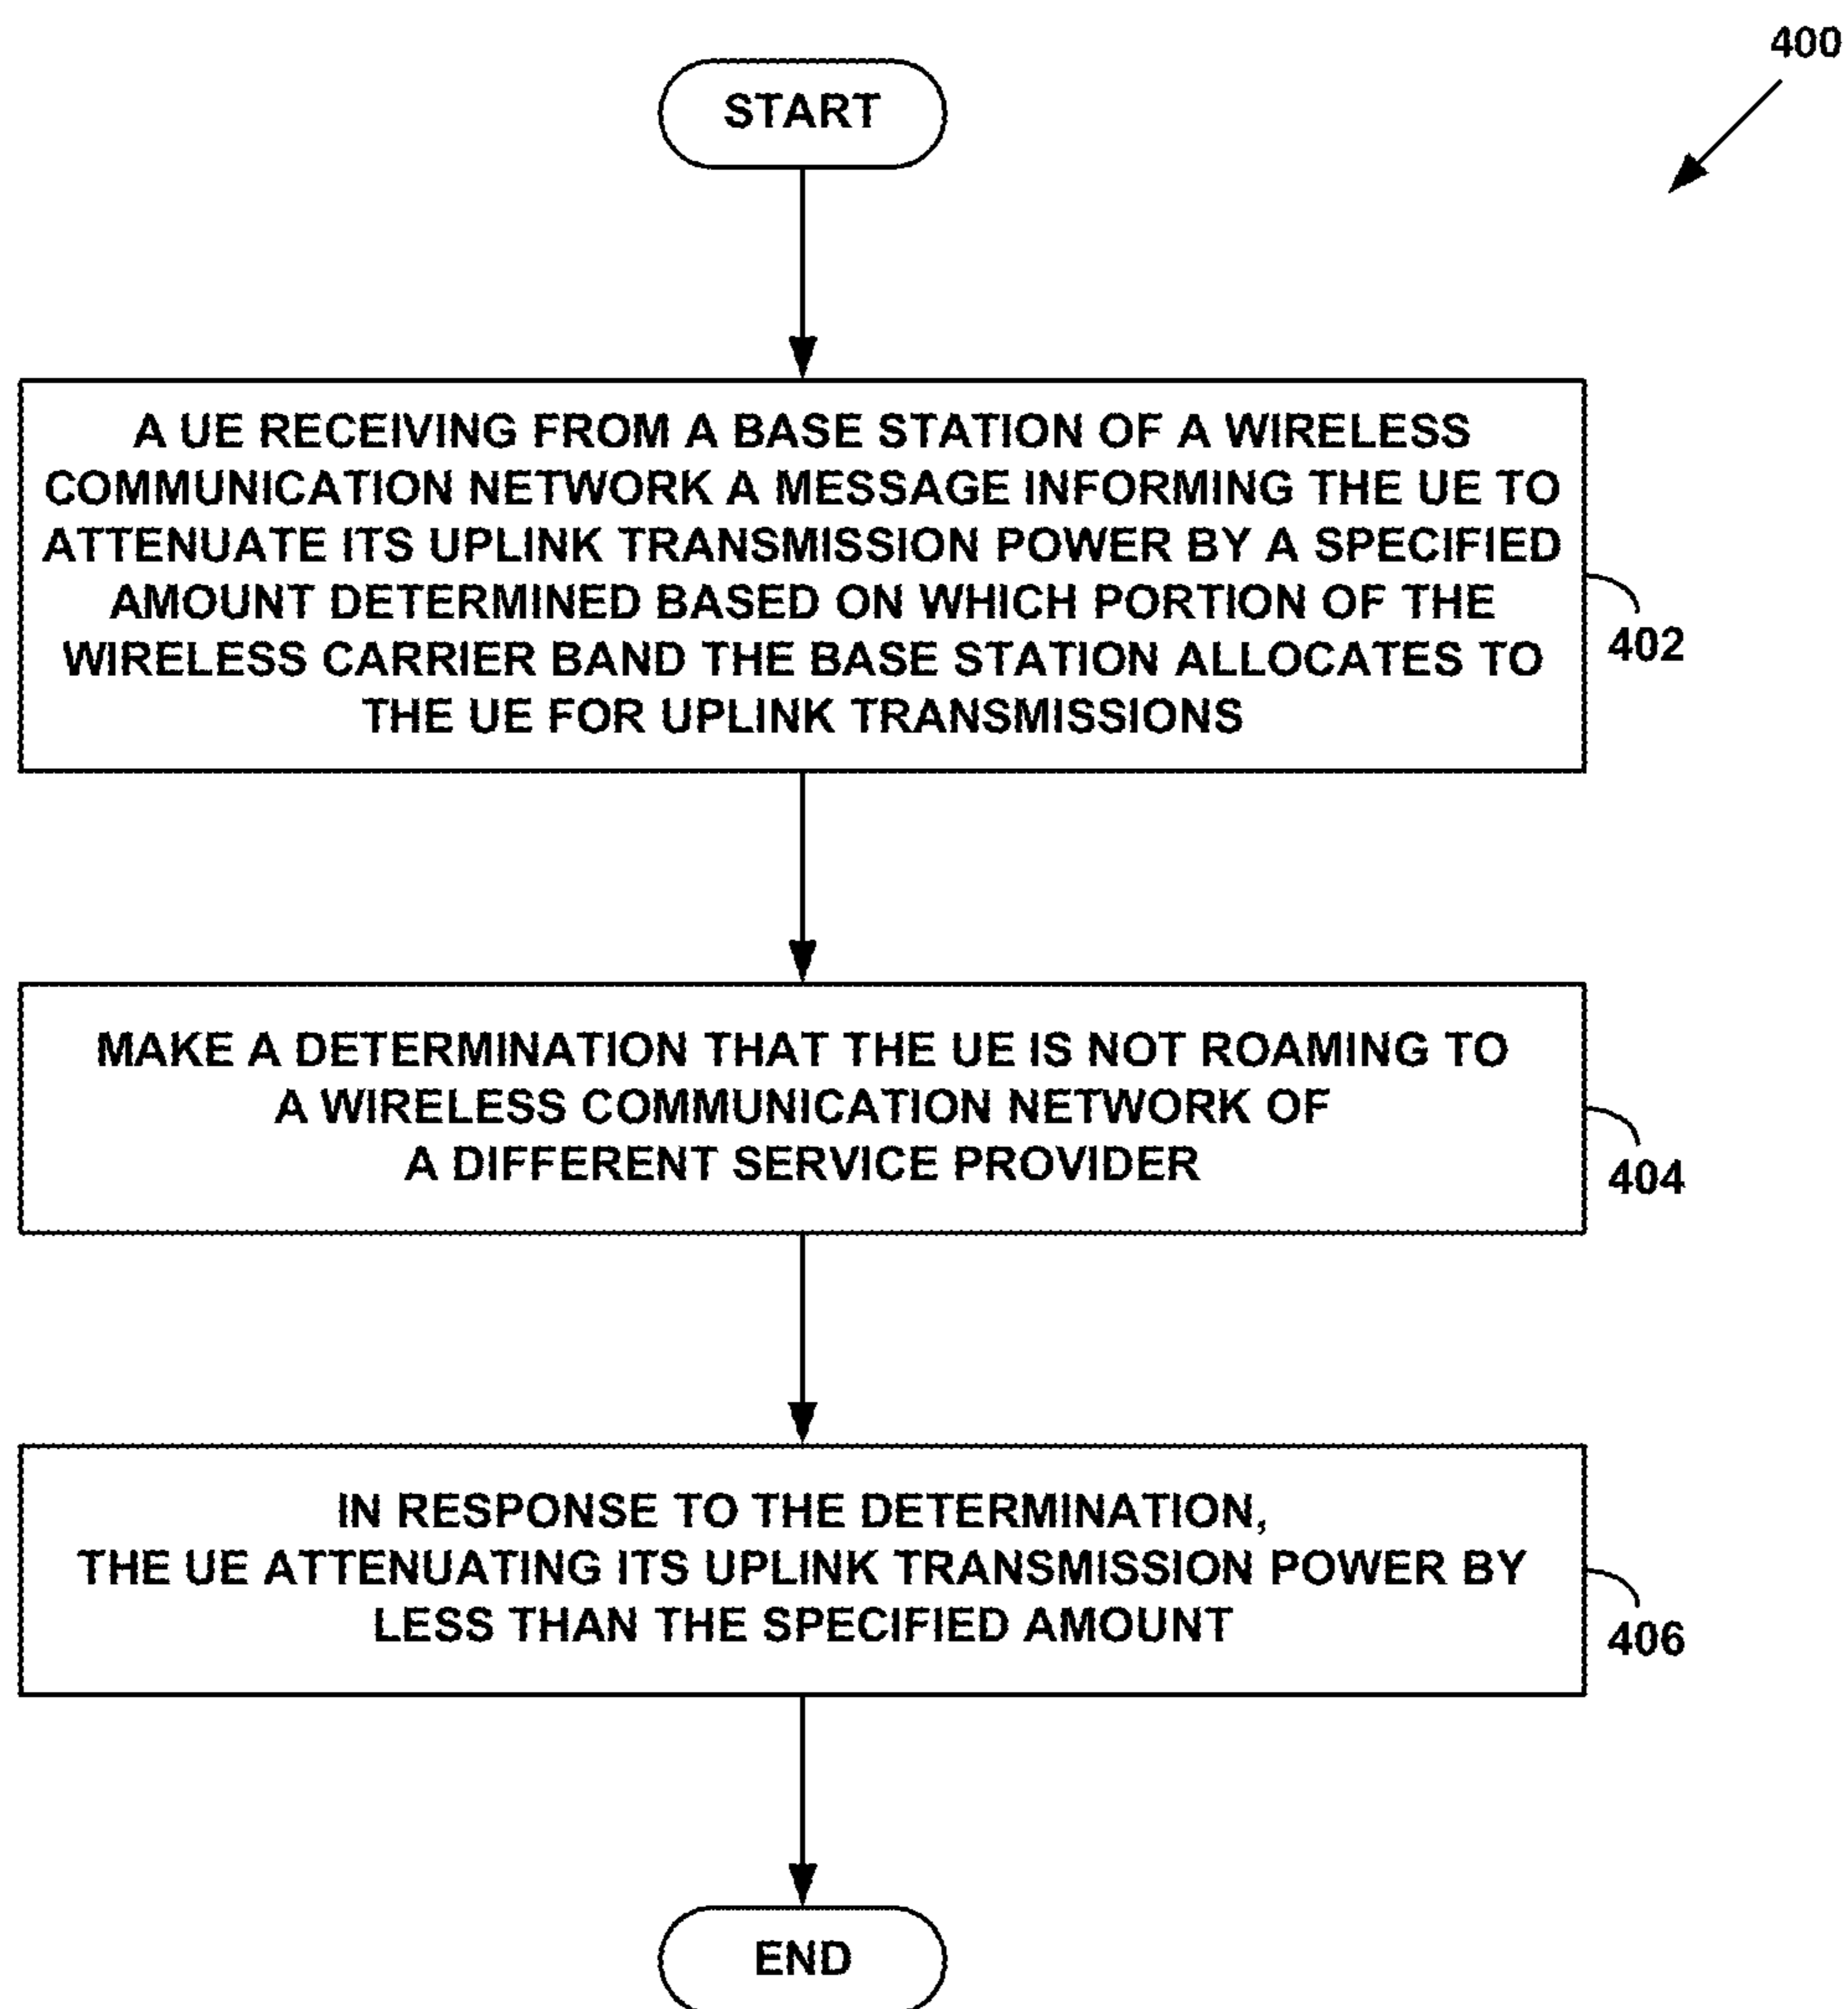 400
START
A UE RECEIVING FROM A BASE STATION OF A WIRELESS
COMMUNICATION NETWORK A MESSAGE INFORMING THE UE TO
ATTENUATE ITS UPLINK TRANSMISSION POWER BY A SPECIFIED
AMOUNT DETERMINED BASED ON WHICH PORTION OF THE
WIRELESS CARRIER BAND THE BASE STATION ALLOCATES TO
THE UE FOR UPLINK TRANSMISSIONS
402
MAKE A DETERMINATION THAT THE UE IS NOT ROAMING TO
A WIRELESS COMMUNICATION NETWORK OF
A DIFFERENT SERVICE PROVIDER
404
IN RESPONSE TO THE DETERMINATION,
THE UE ATTENUATING ITS UPLINK TRANSMISSION POWER BY
LESS THAN THE SPECIFIED AMOUNT
406
END